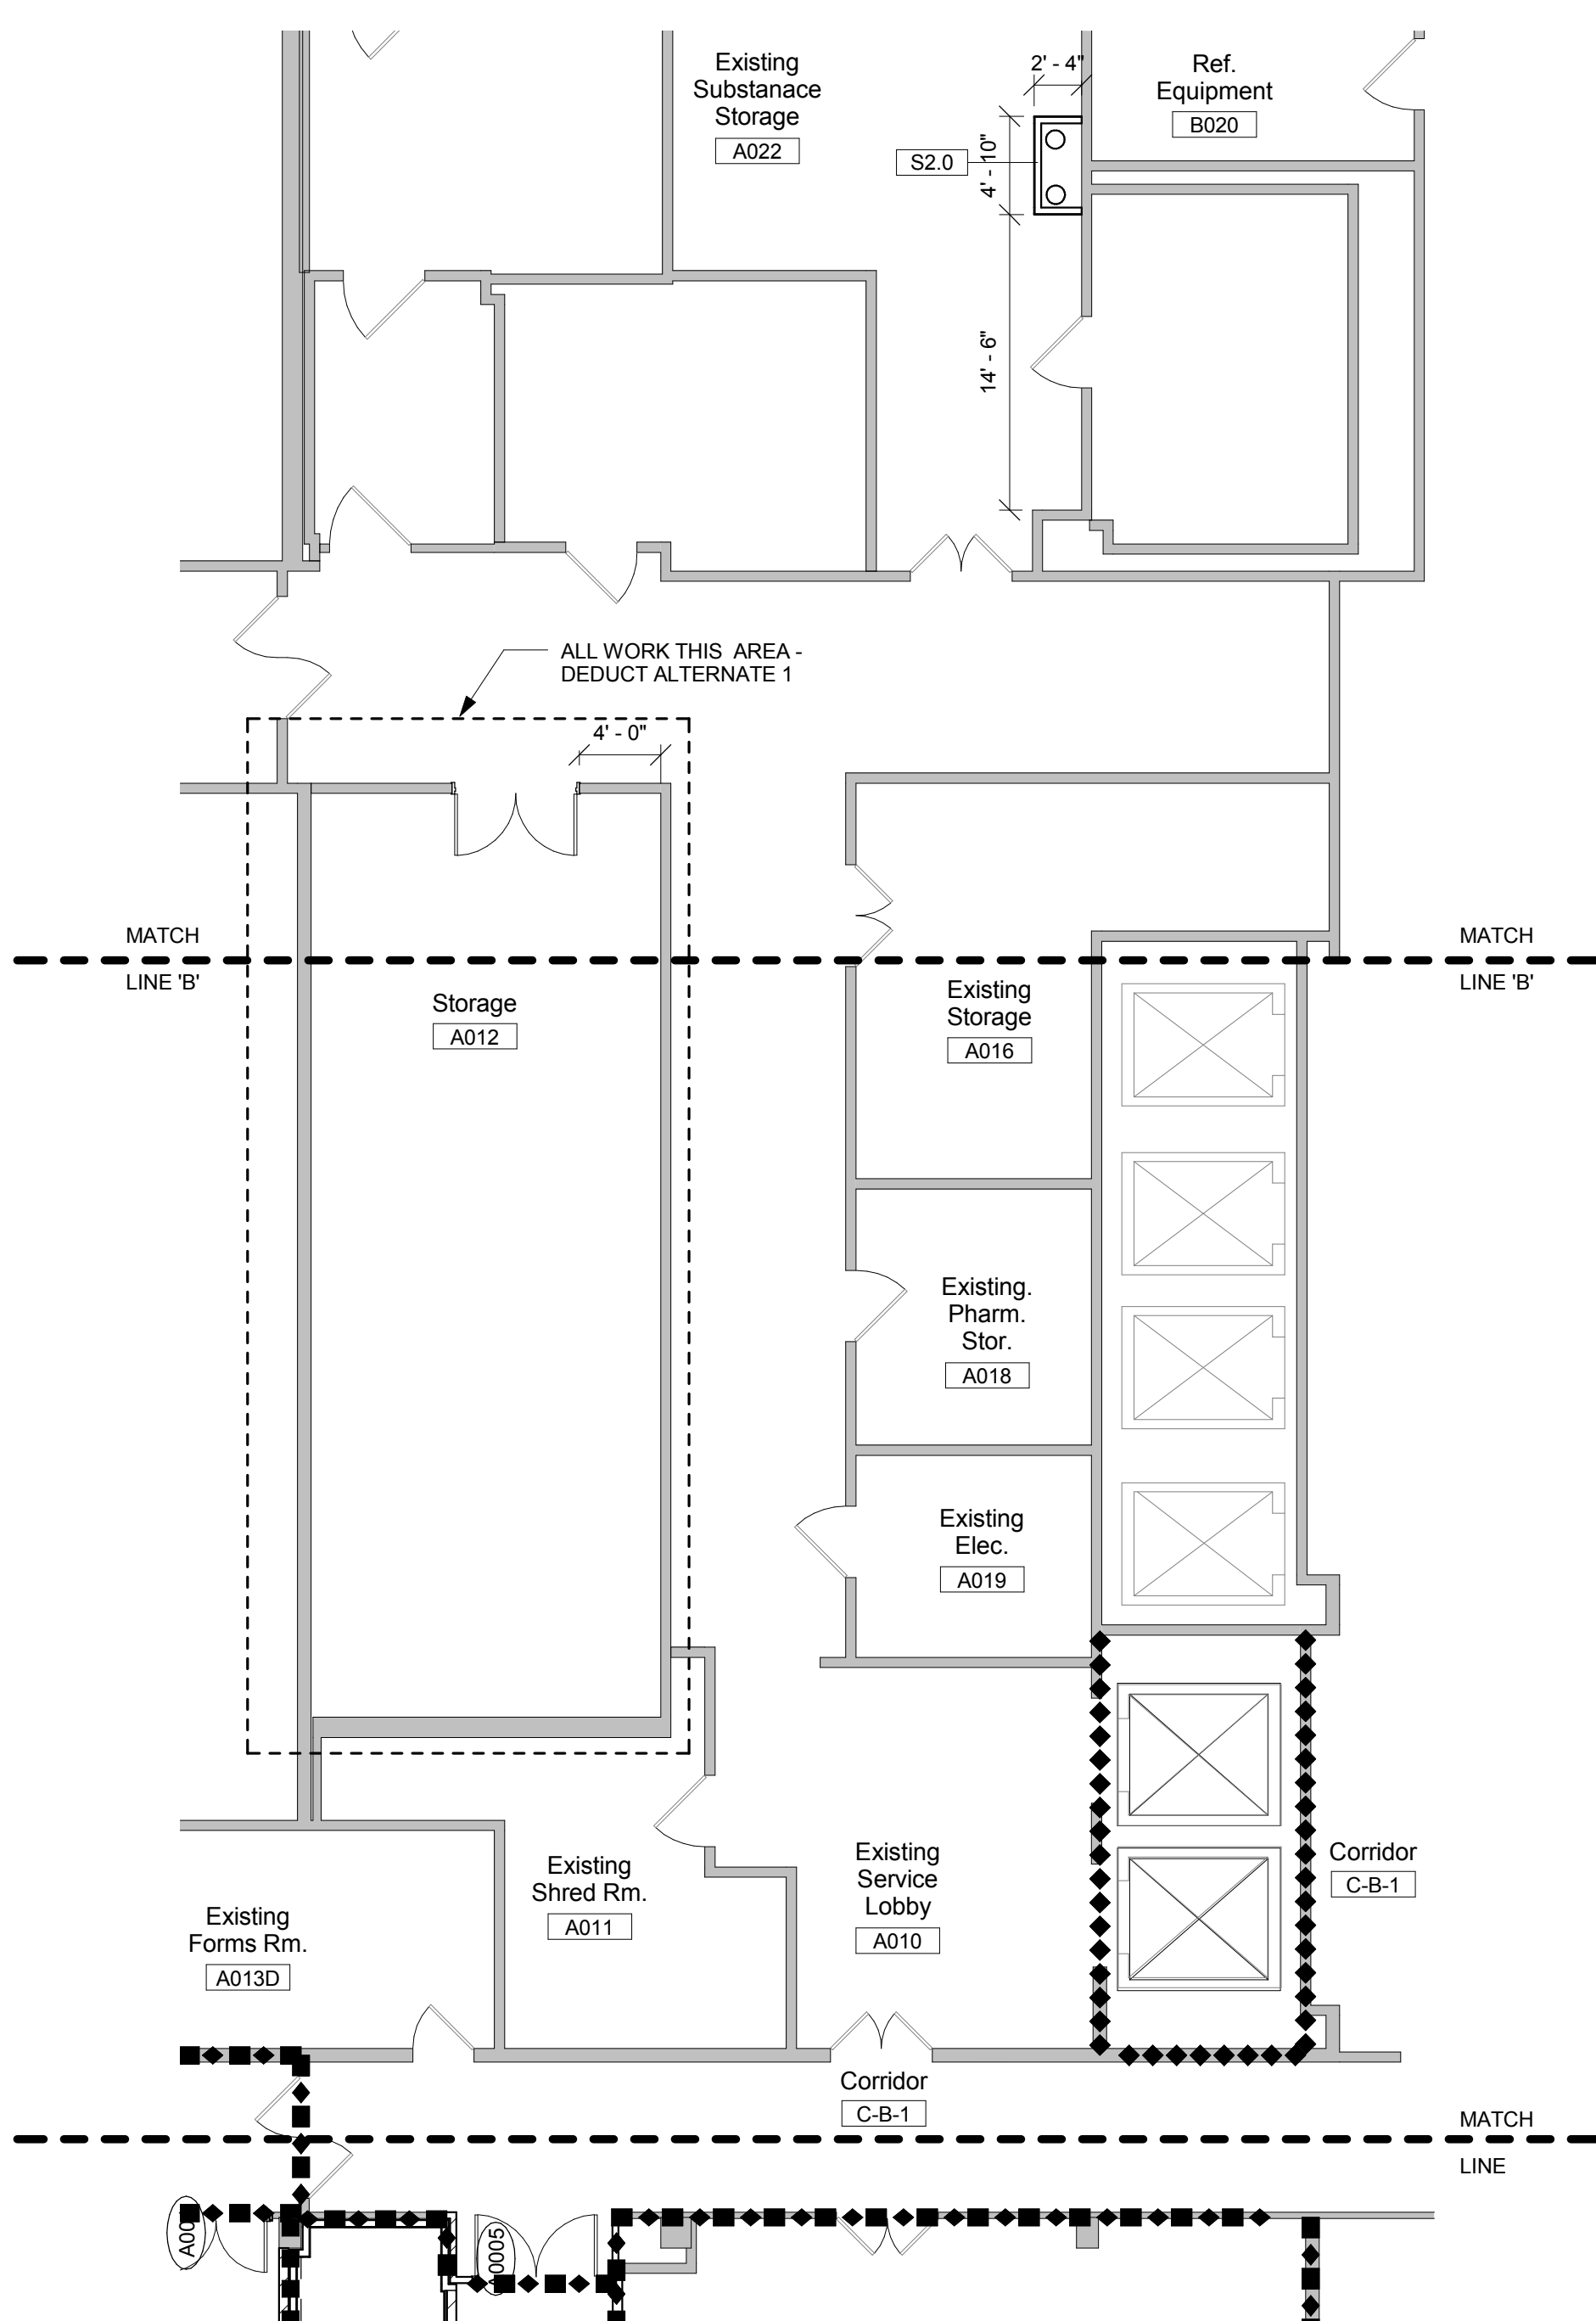 Existing
Substanace
Storage
A022
2' - 4"
Ref.
Equipment
B020
S2.0
4' - 10"
14' - 6"
ALL WORK THIS  AREA -
DEDUCT ALTERNATE 1
4' - 0"
MATCH
LINE 'B'
MATCH
LINE 'B'
Storage
A012
Existing
Storage
A016
Existing.
Pharm.
Stor.
A018
Existing
Elec.
A019
Existing
Forms Rm.
A013D
Existing
Shred Rm.
A011
Existing
Service
Lobby
A010
Corridor
C-B-1
Corridor
C-B-1
MATCH
LINE